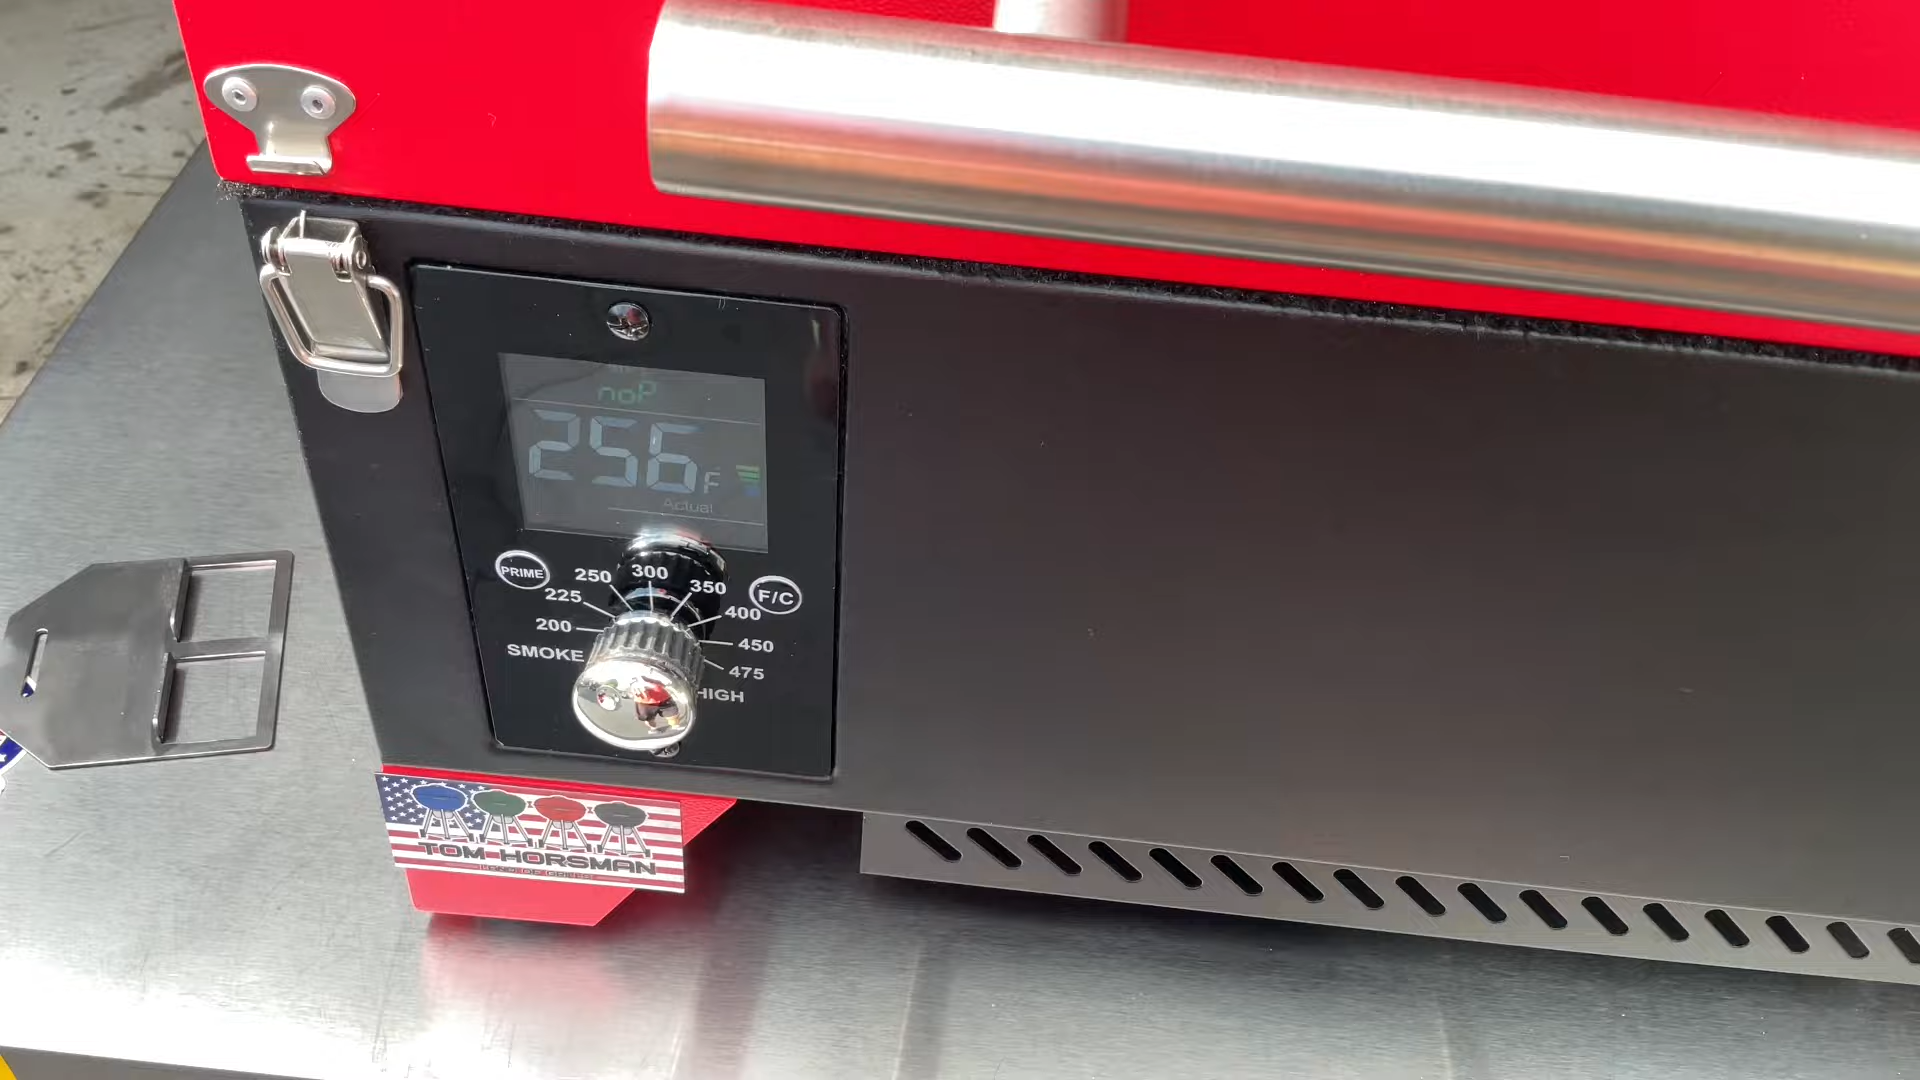 noP
256F
Actual
PRIME
F/C
SMOKE
200
225
250
300
350
400
450
475
HIGH
TOM HORSMAN